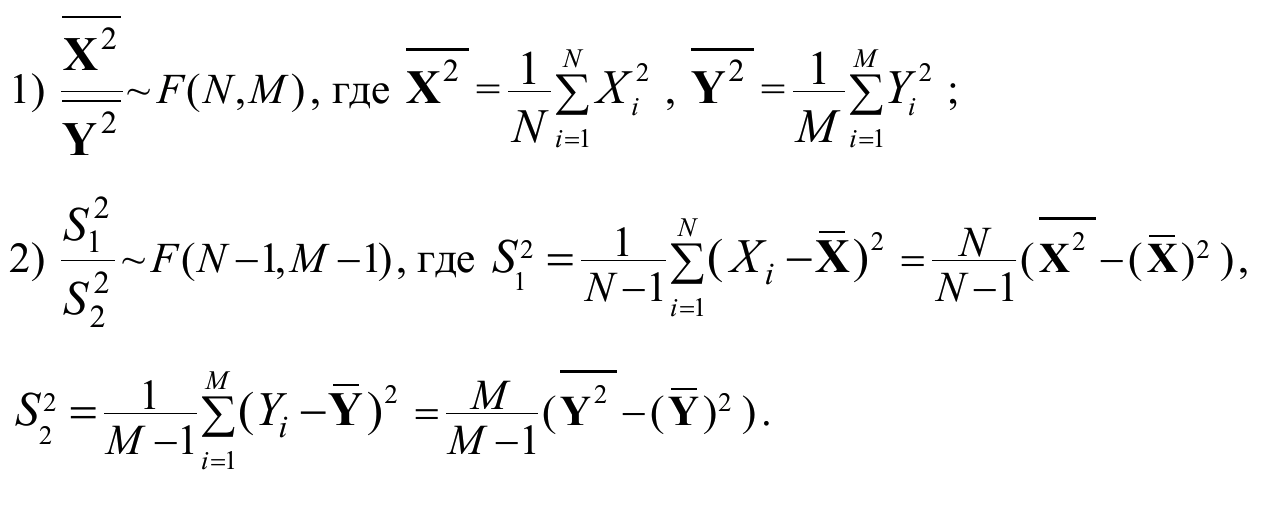 1) $\frac{\overline{\mathbf{X}^2}}{\overline{\mathbf{Y}^2}} \sim F(N,M)$, где $\overline{\mathbf{X}^2} = \frac{1}{N}\sum_{i=1}^{N} X_i^2$ , $\overline{\mathbf{Y}^2} = \frac{1}{M}\sum_{i=1}^{M} Y_i^2$ ;
2) $\frac{S_1^2}{S_2^2} \sim F(N-1,M-1)$, где $S_1^2 = \frac{1}{N-1}\sum_{i=1}^{N}(X_i - \overline{\mathbf{X}})^2 = \frac{N}{N-1}(\overline{\mathbf{X}^2} - (\overline{\mathbf{X}})^2)$,
$S_2^2 = \frac{1}{M-1}\sum_{i=1}^{M}(Y_i - \overline{\mathbf{Y}})^2 = \frac{M}{M-1}(\overline{\mathbf{Y}^2} - (\overline{\mathbf{Y}})^2)$.